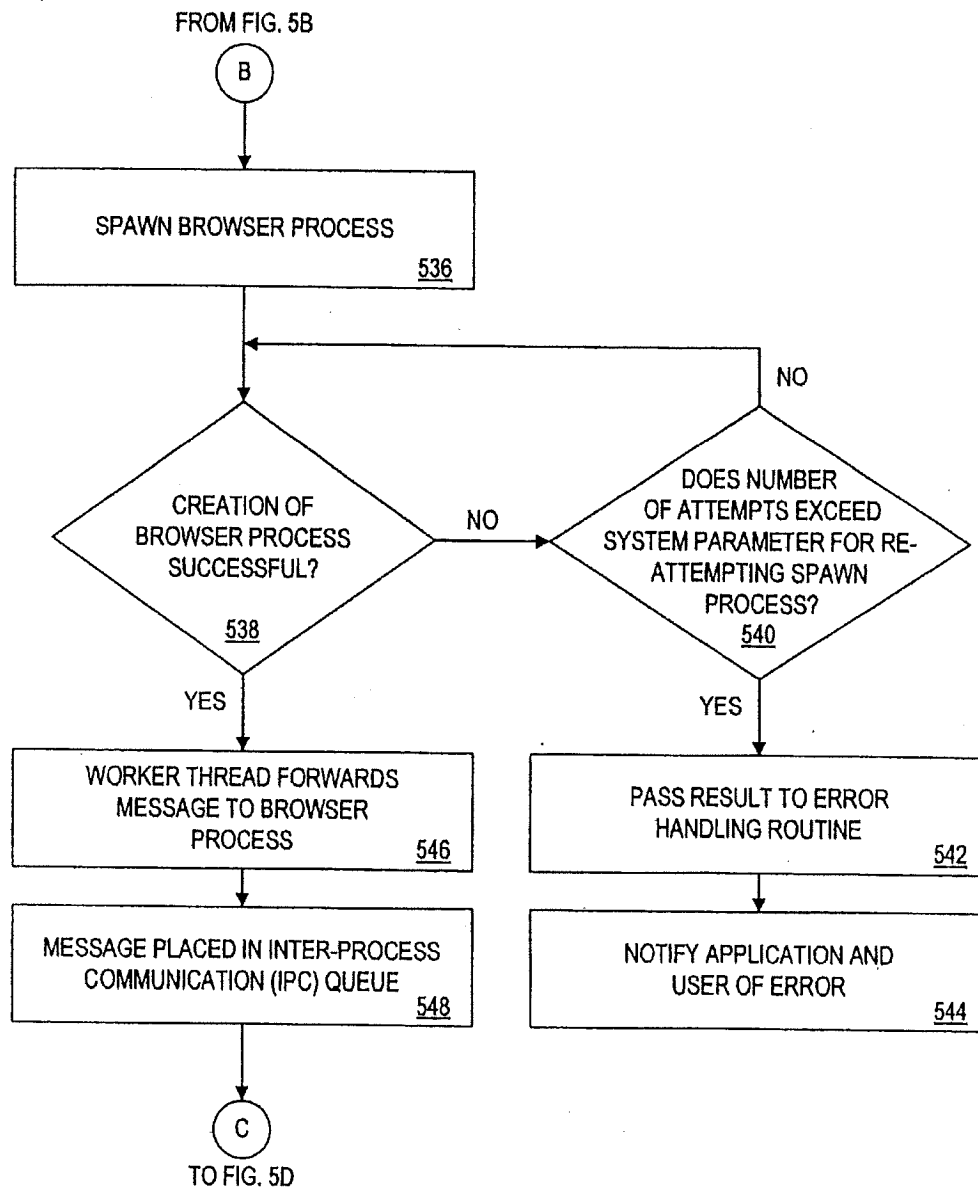 FROM FIG. 5B
B
SPAWN BROWSER PROCESS
536
NO
CREATION OF
BROWSER PROCESS
SUCCESSFUL?
538
NO
DOES NUMBER
OF ATTEMPTS EXCEED
SYSTEM PARAMETER FOR RE-
ATTEMPTING SPAWN
PROCESS?
540
YES
YES
WORKER THREAD FORWARDS
MESSAGE TO BROWSER
PROCESS
546
PASS RESULT TO ERROR
HANDLING ROUTINE
542
MESSAGE PLACED IN INTER-PROCESS
COMMUNICATION (IPC) QUEUE
548
NOTIFY APPLICATION AND
USER OF ERROR
544
C
TO FIG. 5D